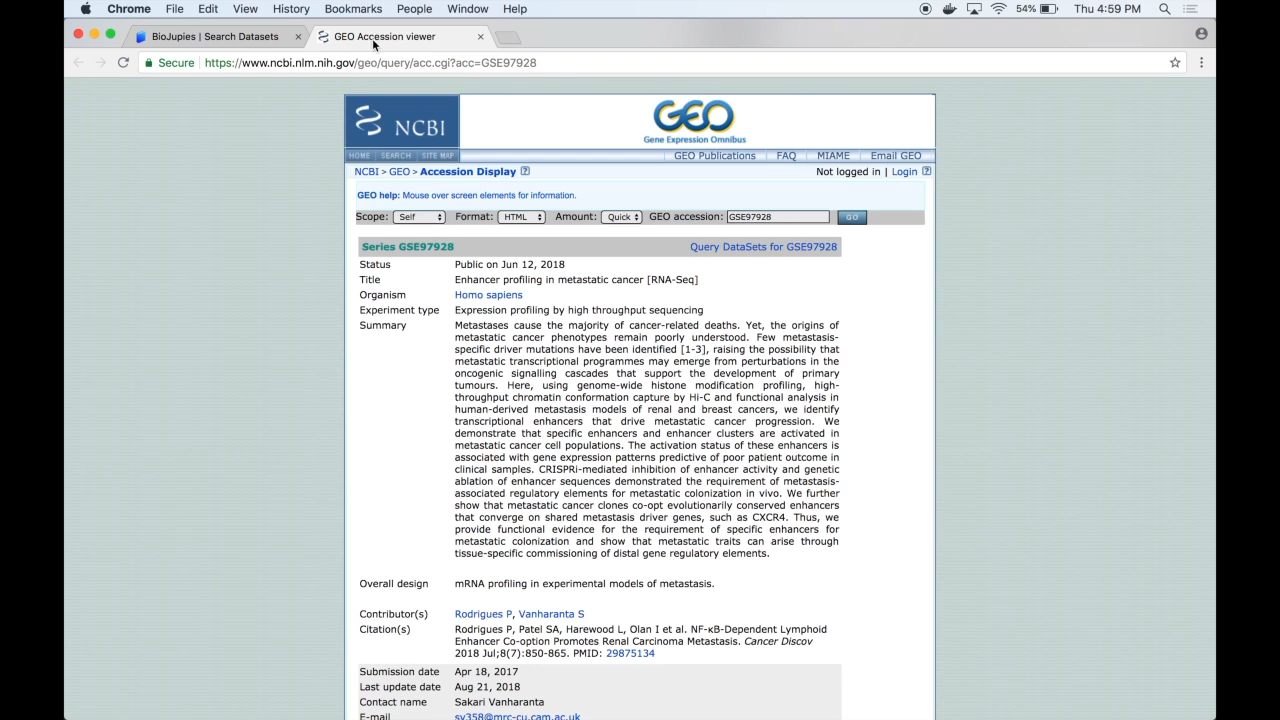 Chrome File Edit View History Bookmarks People Window Help 54% Thu 4:59 PM
BioJupies | Search Datasets GEO Accession viewer
Secure https://www.ncbi.nlm.nih.gov/geo/query/acc.cgi?acc=GSE97928
NCBI GEO
Gene Expression Omnibus
HOME | SEARCH | SITE MAP GEO Publications FAQ MIAME Email GEO
NCBI > GEO > Accession Display ? Not logged in | Login ?
GEO help: Mouse over screen elements for information.
Scope: Self Format: HTML Amount: Quick GEO accession: GSE97928 GO
Series GSE97928 Query DataSets for GSE97928
Status Public on Jun 12, 2018
Title Enhancer profiling in metastatic cancer [RNA-Seq]
Organism Homo sapiens
Experiment type Expression profiling by high throughput sequencing
Summary Metastases cause the majority of cancer-related deaths. Yet, the origins of
metastatic cancer phenotypes remain poorly understood. Few metastasis-
specific driver mutations have been identified [1-3], raising the possibility that
metastatic transcriptional programmes may emerge from perturbations in the
oncogenic signalling cascades that support the development of primary
tumours. Here, using genome-wide histone modification profiling, high-
throughput chromatin conformation capture by Hi-C and functional analysis in
human-derived metastasis models of renal and breast cancers, we identify
transcriptional enhancers that drive metastatic cancer progression. We
demonstrate that specific enhancers and enhancer clusters are activated in
metastatic cancer cell populations. The activation status of these enhancers is
associated with gene expression patterns predictive of poor patient outcome in
clinical samples. CRISPRi-mediated inhibition of enhancer activity and genetic
ablation of enhancer sequences demonstrated the requirement of metastasis-
associated regulatory elements for metastatic colonization in vivo. We further
show that metastatic cancer clones co-opt evolutionarily conserved enhancers
that converge on shared metastasis driver genes, such as CXCR4. Thus, we
provide functional evidence for the requirement of specific enhancers for
metastatic colonization and show that metastatic traits can arise through
tissue-specific commissioning of distal gene regulatory elements.
Overall design mRNA profiling in experimental models of metastasis.
Contributor(s) Rodrigues P, Vanharanta S
Citation(s) Rodrigues P, Patel SA, Harewood L, Olan I et al. NF-κB-Dependent Lymphoid
Enhancer Co-option Promotes Renal Carcinoma Metastasis. Cancer Discov
2018 Jul;8(7):850-865. PMID: 29875134
Submission date Apr 18, 2017
Last update date Aug 21, 2018
Contact name Sakari Vanharanta
E-mail sv358@mrc-cu.cam.ac.uk